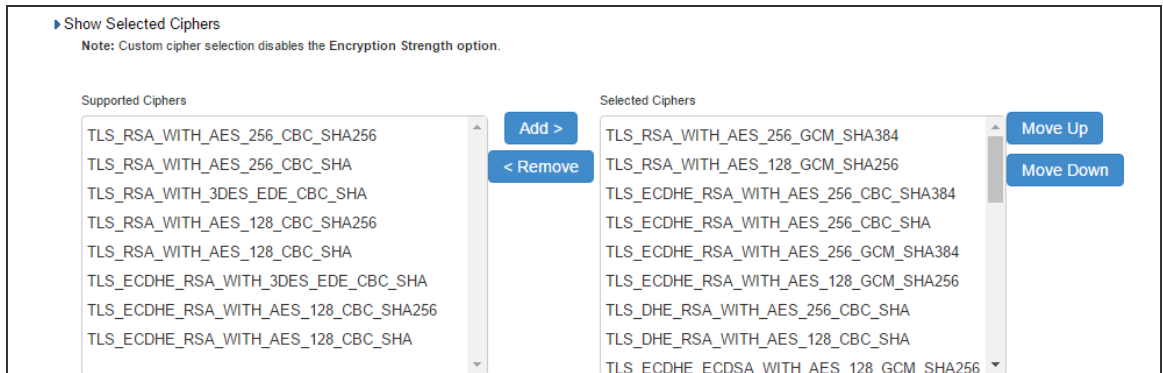 Show Selected Ciphers
Note: Custom cipher selection disables the Encryption Strength option.
Supported Ciphers
TLS_RSA_WITH_AES_256_CBC_SHA256
TLS_RSA_WITH_AES_256_CBC_SHA
TLS_RSA_WITH_3DES_EDE_CBC_SHA
TLS_RSA_WITH_AES_128_CBC_SHA256
TLS_RSA_WITH_AES_128_CBC_SHA
TLS_ECDHE_RSA_WITH_3DES_EDE_CBC_SHA
TLS_ECDHE_RSA_WITH_AES_128_CBC_SHA256
TLS_ECDHE_RSA_WITH_AES_128_CBC_SHA
Add >
< Remove
Selected Ciphers
TLS_RSA_WITH_AES_256_GCM_SHA384
TLS_RSA_WITH_AES_128_GCM_SHA256
TLS_ECDHE_RSA_WITH_AES_256_CBC_SHA384
TLS_ECDHE_RSA_WITH_AES_256_CBC_SHA
TLS_ECDHE_RSA_WITH_AES_256_GCM_SHA384
TLS_ECDHE_RSA_WITH_AES_128_GCM_SHA256
TLS_DHE_RSA_WITH_AES_256_CBC_SHA
TLS_DHE_RSA_WITH_AES_128_CBC_SHA
TLS_ECDHE_ECDSA_WITH_AES_128_GCM_SHA256
Move Up
Move Down